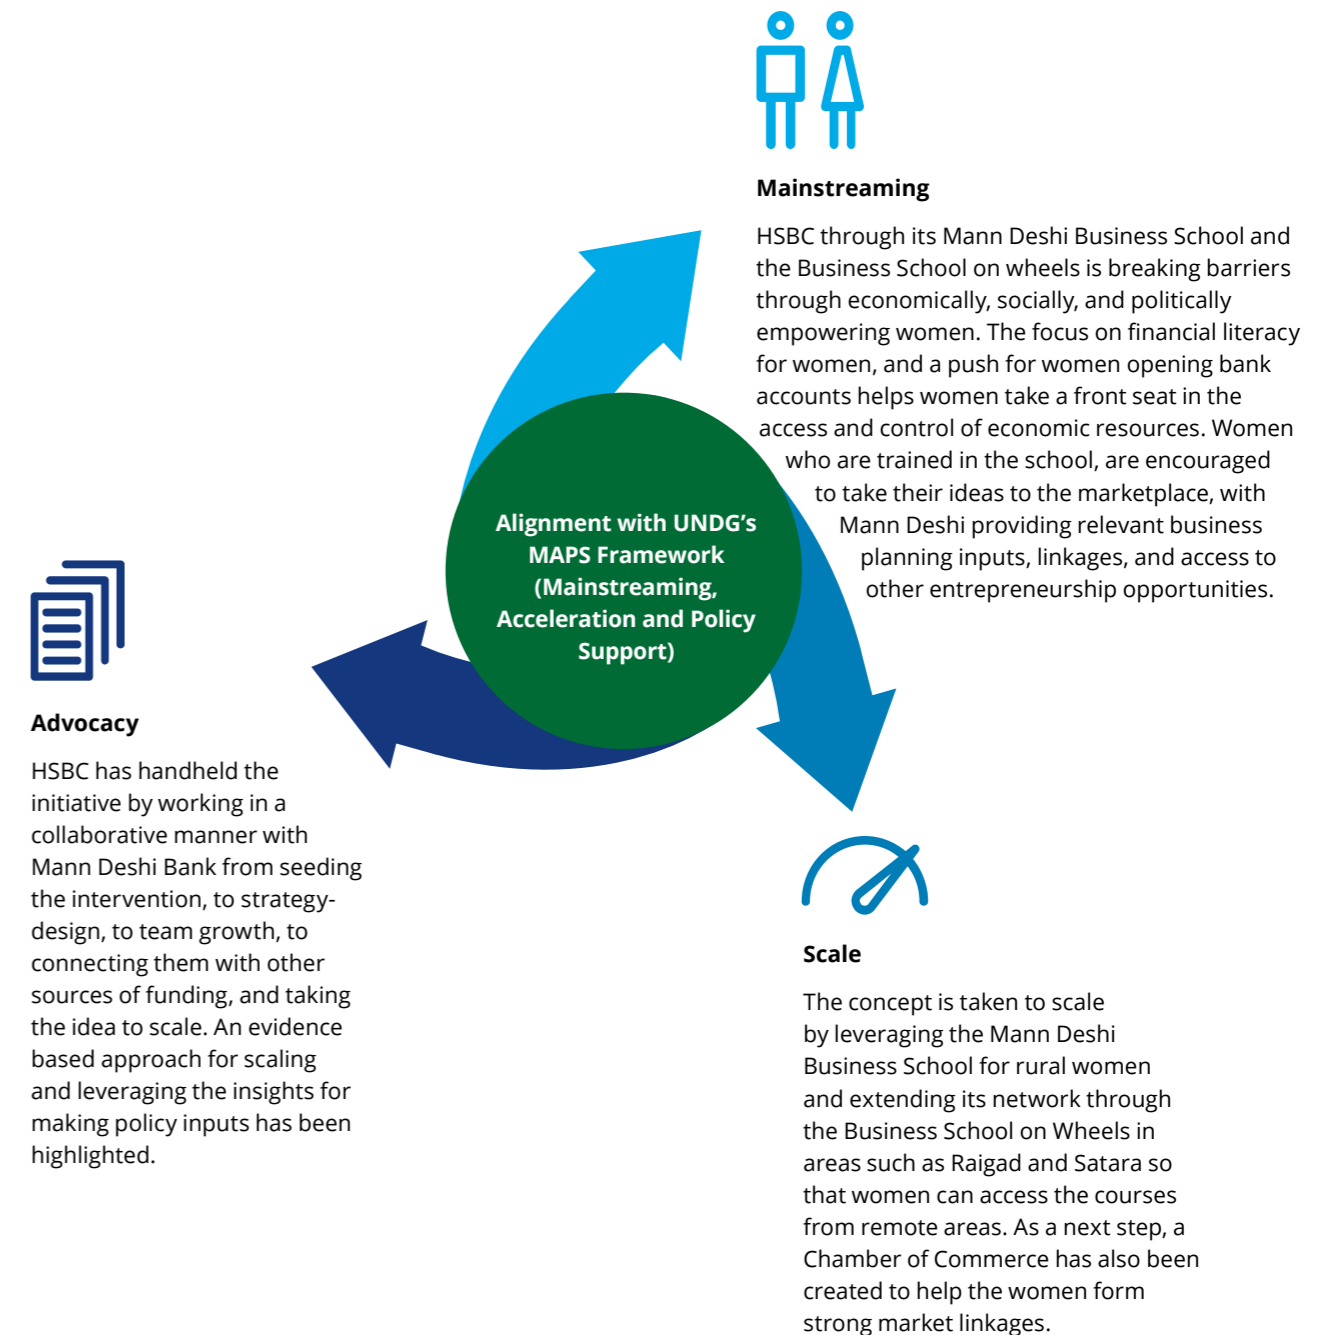 Mainstreaming
HSBC through its Mann Deshi Business School and
the Business School on wheels is breaking barriers
through economically, socially, and politically
empowering women. The focus on financial literacy
for women, and a push for women opening bank
accounts helps women take a front seat in the
access and control of economic resources. Women
who are trained in the school, are encouraged
to take their ideas to the marketplace, with
Mann Deshi providing relevant business
planning inputs, linkages, and access to
other entrepreneurship opportunities.
Alignment with UNDG’s
MAPS Framework
(Mainstreaming,
Acceleration and Policy
Support)
Advocacy
HSBC has handheld the
initiative by working in a
collaborative manner with
Mann Deshi Bank from seeding
the intervention, to strategy-
design, to team growth, to
connecting them with other
sources of funding, and taking
the idea to scale. An evidence
based approach for scaling
and leveraging the insights for
making policy inputs has been
highlighted.
Scale
The concept is taken to scale
by leveraging the Mann Deshi
Business School for rural women
and extending its network through
the Business School on Wheels in
areas such as Raigad and Satara so
that women can access the courses
from remote areas. As a next step, a
Chamber of Commerce has also been
created to help the women form
strong market linkages.